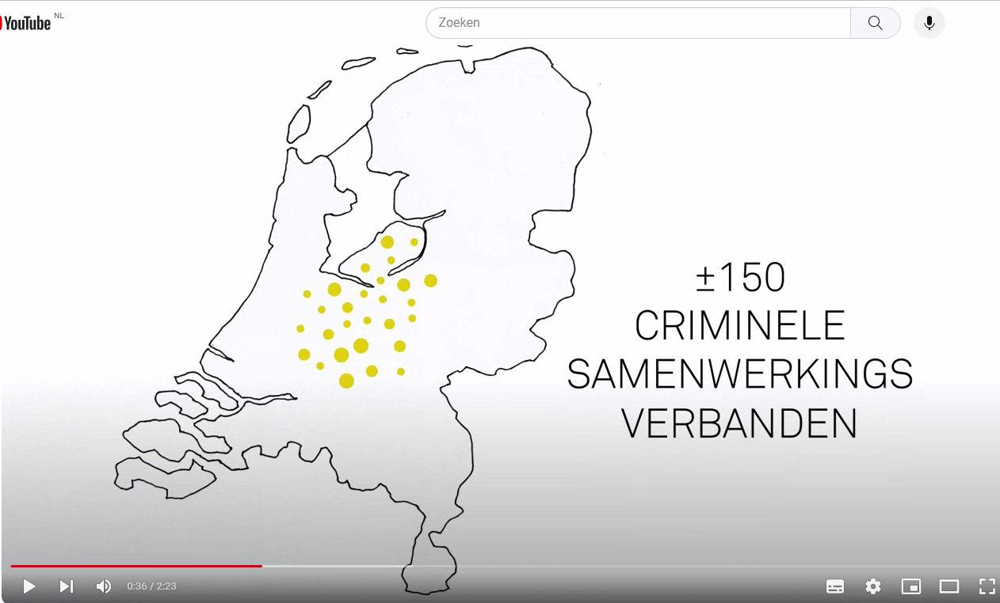 YouTube NL
Zoeken
±150
CRIMINELE
SAMENWERKINGS
VERBANDEN
0:36 / 2:23